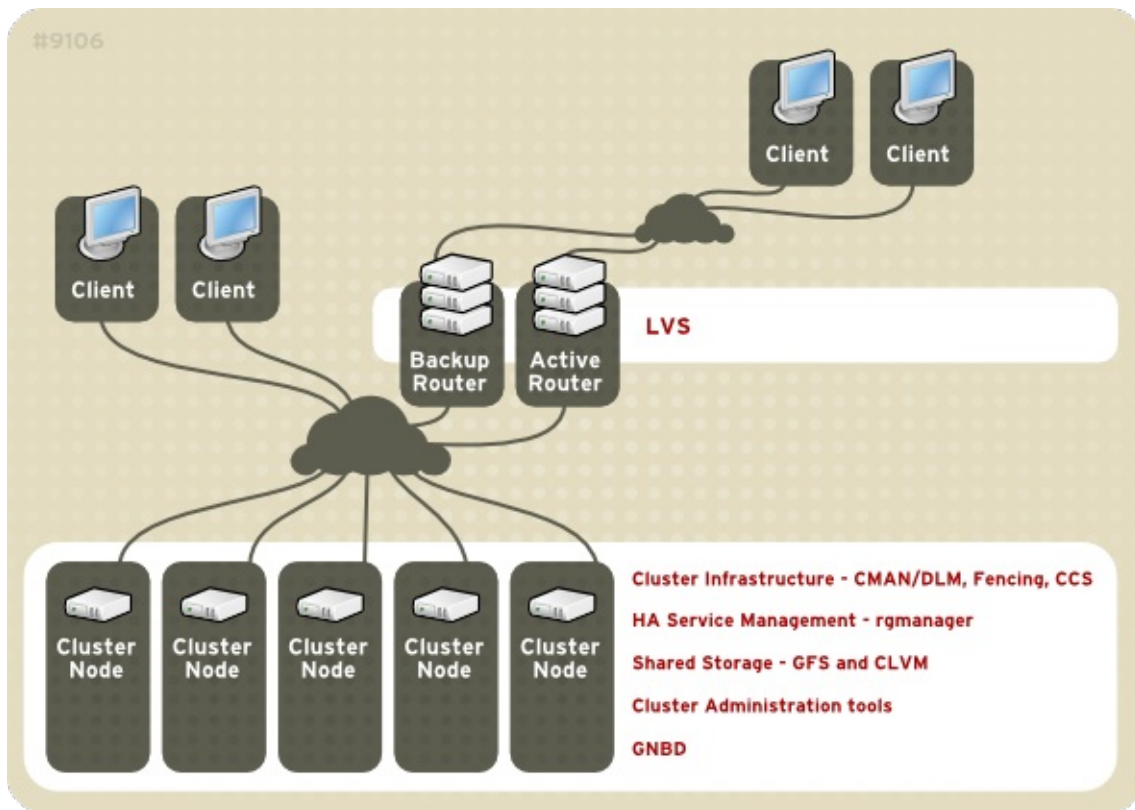 #9106
Client
Client
Client
Client
LVS
Backup
Router
Active
Router
Cluster
Node
Cluster
Node
Cluster
Node
Cluster
Node
Cluster
Node
Cluster Infrastructure - CMAN/DLM, Fencing, CCS
HA Service Management - rgmanager
Shared Storage - GFS and CLVM
Cluster Administration tools
GNBD